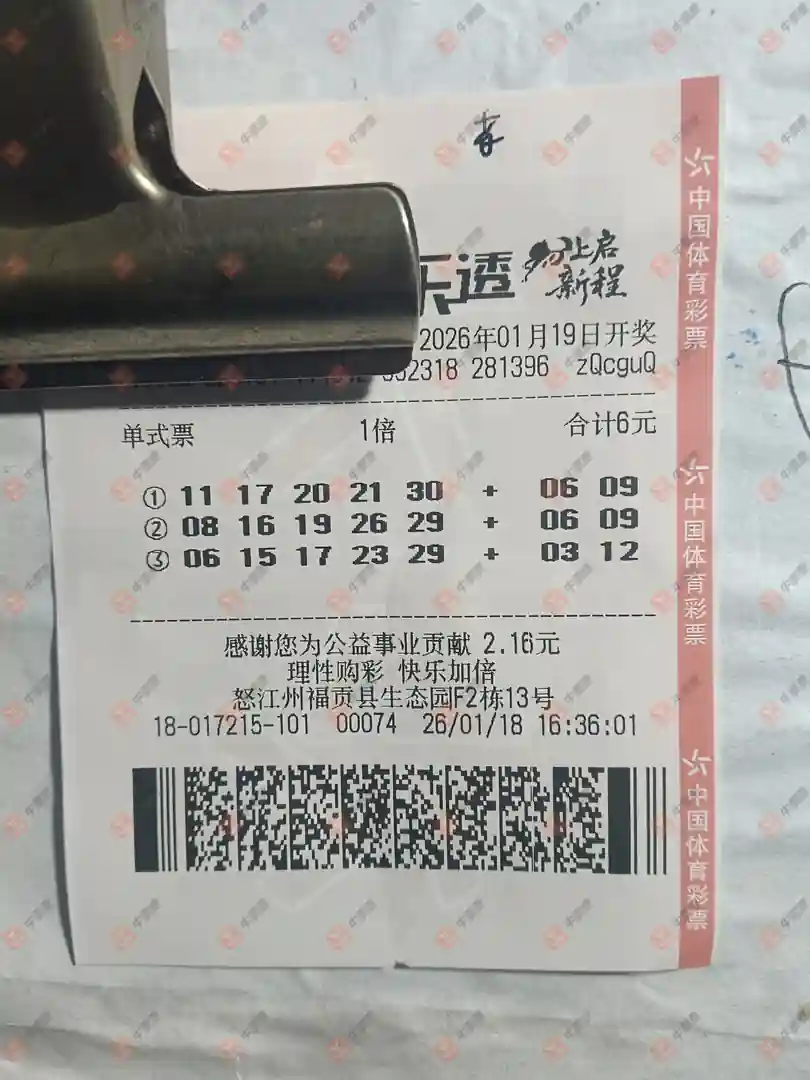 乐透
向上启
新程
2026年01月19日开奖
281396 zQcguQ
单式票 1倍 合计6元
① 11 17 20 21 30 + 06 09
② 08 16 19 26 29 + 06 09
③ 06 15 17 23 29 + 03 12
感谢您为公益事业贡献 2.16元
理性购彩 快乐加倍
怒江州福贡县生态园F2栋13号
18-017215-101 00074 26/01/18 16:36:01
中国体育彩票
中国体育彩票
中国体育彩票